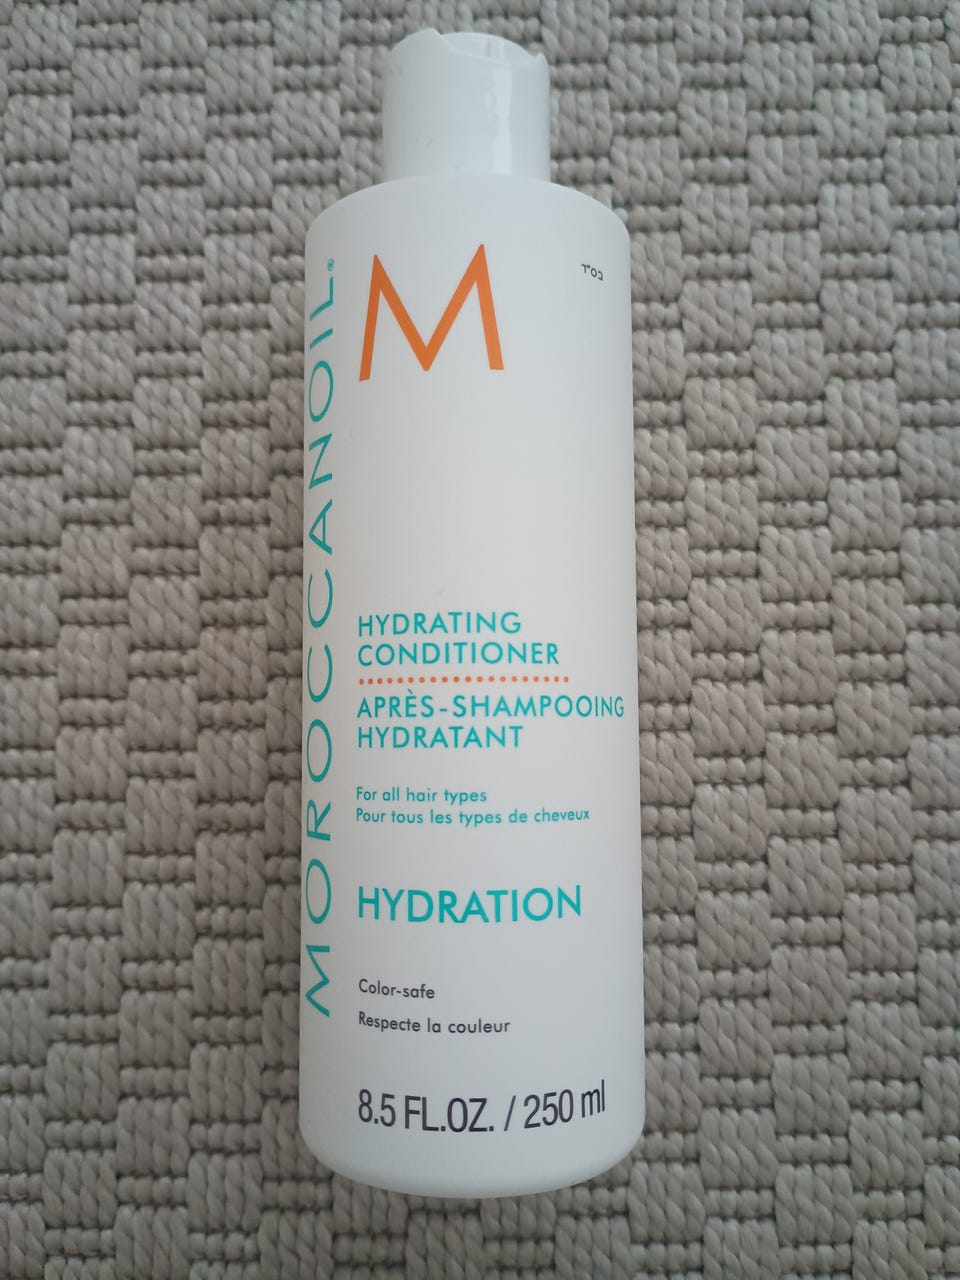 MOROCCANOIL®
M
HYDRATING
CONDITIONER
APRÈS-SHAMPOOING
HYDRATANT
For all hair types
Pour tous les types de cheveux
HYDRATION
Color-safe
Respecte la couleur
8.5 FL.OZ. / 250 ml